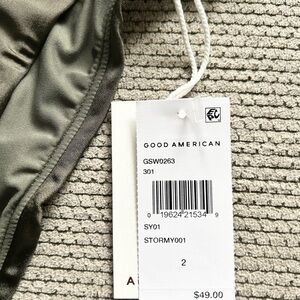 GOOD AMERICAN
GSW0263
301
0 19624 21534 9
SY01
STORMY001
2
A
$49.00